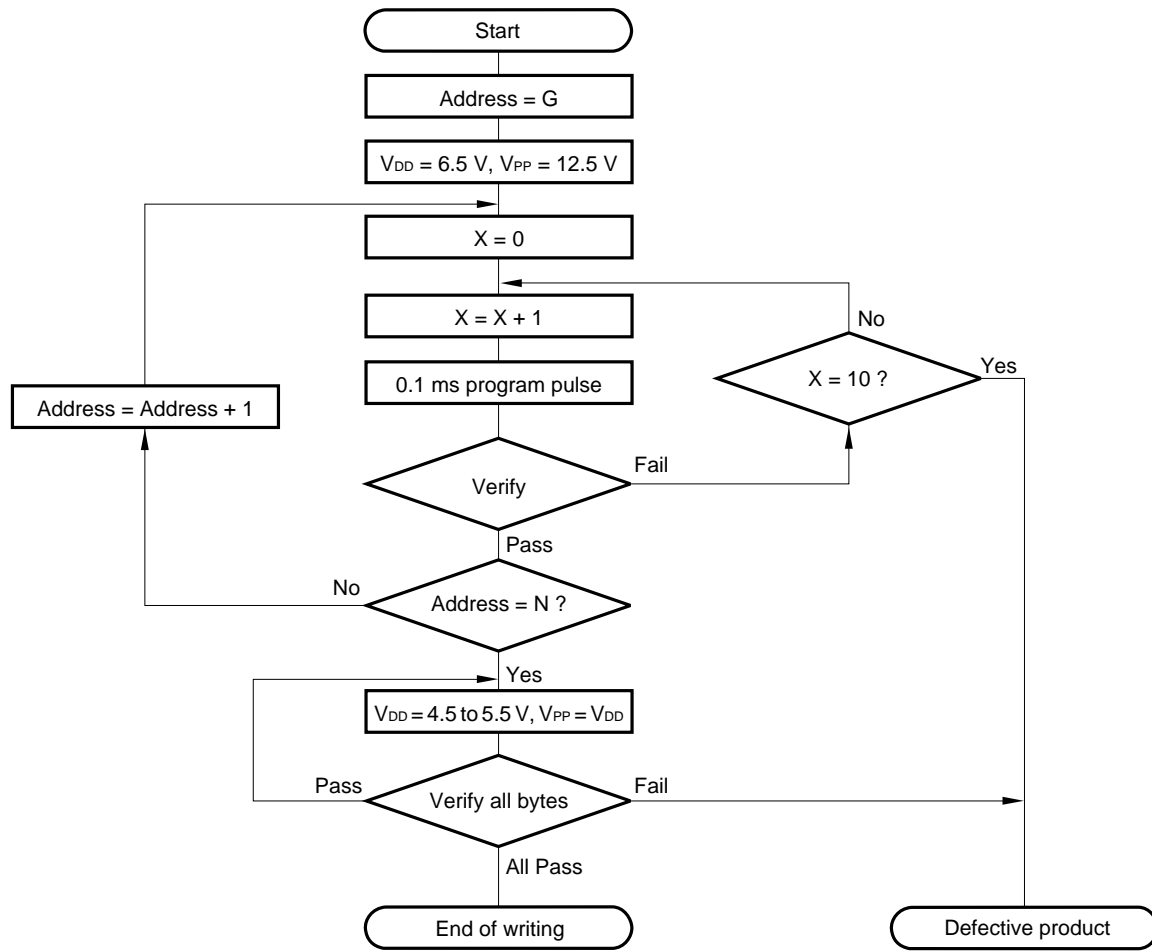 Start
Address = G
VDD = 6.5 V, VPP = 12.5 V
X = 0
X = X + 1
No
0.1 ms program pulse
X = 10 ?
Yes
Address = Address + 1
Verify
Fail
Pass
No
Address = N ?
Yes
VDD = 4.5 to 5.5 V, VPP = VDD
Pass
Verify all bytes
Fail
All Pass
End of writing
Defective product